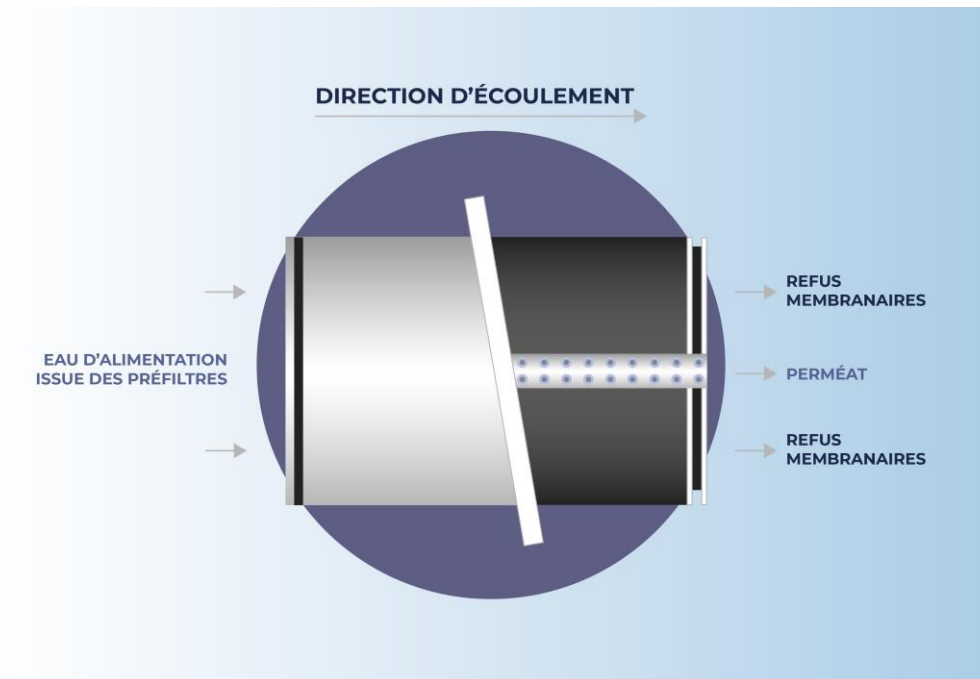 DIRECTION D’ÉCOULEMENT
EAU D’ALIMENTATION
ISSUE DES PRÉFILTRES
REFUS
MEMBRANAIRES
PERMÉAT
REFUS
MEMBRANAIRES